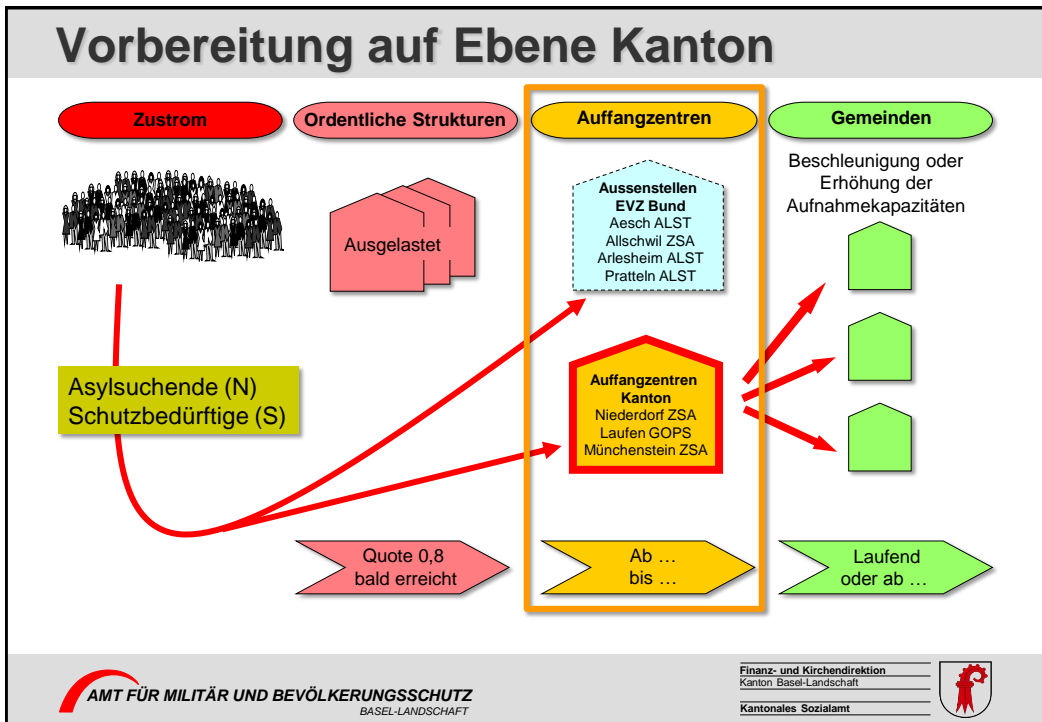 Vorbereitung auf Ebene Kanton
Zustrom
Ordentliche Strukturen
Auffangzentren
Gemeinden
Ausgelastet
Aussenstellen
EVZ Bund
Aesch ALST
Allschwil ZSA
Arlesheim ALST
Pratteln ALST
Beschleunigung oder
Erhöhung der
Aufnahmekapazitäten
Asylsuchende (N)
Schutzbedürftige (S)
Auffangzentren
Kanton
Niederdorf ZSA
Laufen GOPS
Münchenstein ZSA
Quote 0,8
bald erreicht
Ab …
bis …
Laufend
oder ab …
AMT FÜR MILITÄR UND BEVÖLKERUNGSSCHUTZ
BASEL-LANDSCHAFT
Finanz- und Kirchendirektion
Kanton Basel-Landschaft
Kantonales Sozialamt